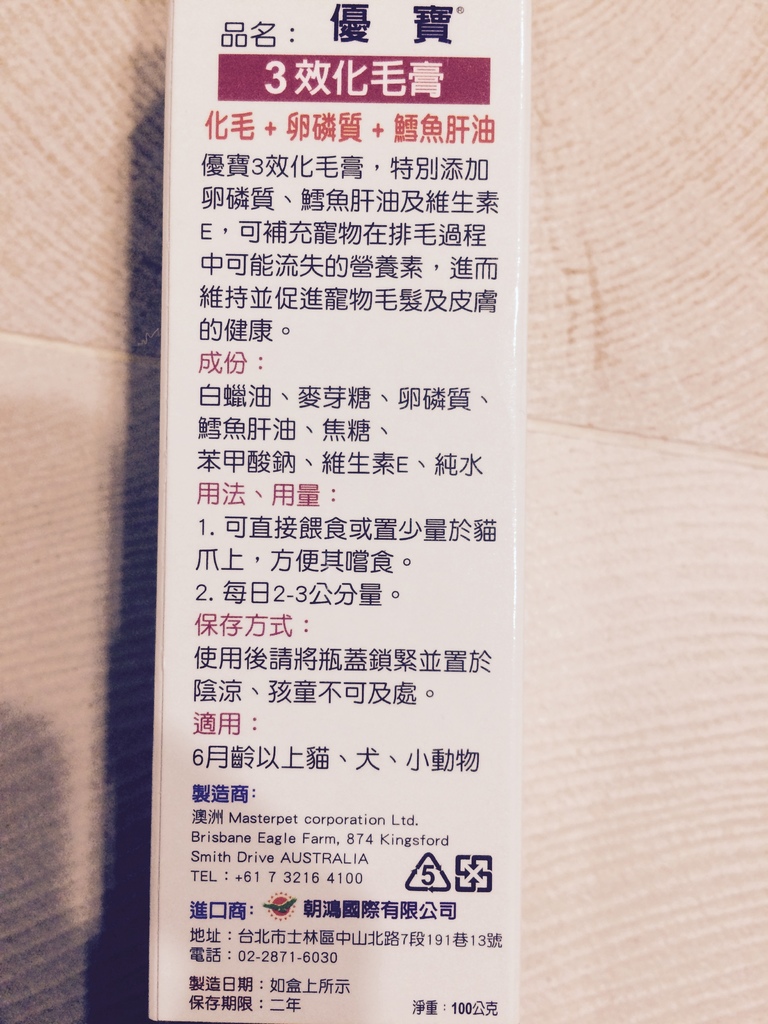 品名：優寶®
3效化毛膏
化毛+卵磷質+鱈魚肝油
優寶3效化毛膏，特別添加
卵磷質、鱈魚肝油及維生素
E，可補充寵物在排毛過程
中可能流失的營養素，進而
維持並促進寵物毛髮及皮膚
的健康。
成份：
白蠟油、麥芽糖、卵磷質、
鱈魚肝油、焦糖、
苯甲酸鈉、維生素E、純水
用法、用量：
1. 可直接餵食或置少量於貓
爪上，方便其嚐食。
2. 每日2-3公分量。
保存方式：
使用後請將瓶蓋鎖緊並置於
陰涼、孩童不可及處。
適用：
6月齡以上貓、犬、小動物
製造商：
澳洲 Masterpet corporation Ltd.
Brisbane Eagle Farm, 874 Kingsford
Smith Drive AUSTRALIA
TEL：+61 7 3216 4100
5
進口商：朝鴻國際有限公司
地址：台北市士林區中山北路7段191巷13號
電話：02-2871-6030
製造日期：如盒上所示
保存期限：二年
淨重：100公克